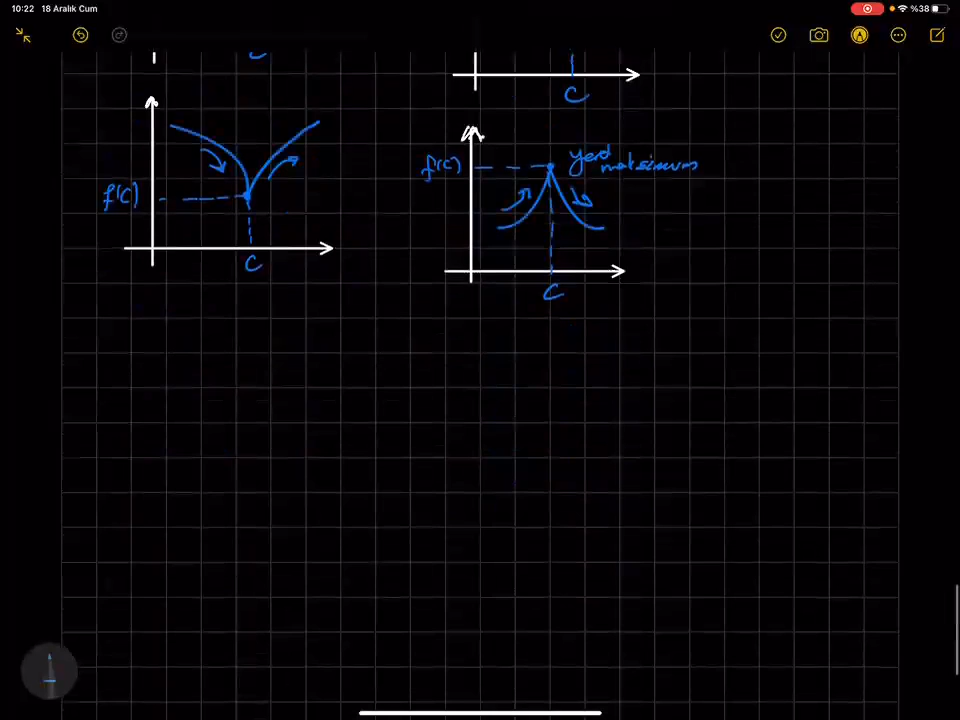 10:22 18 Aralık Cum %38
C
f(c)
C
f(c)
yerel
maksimum
C